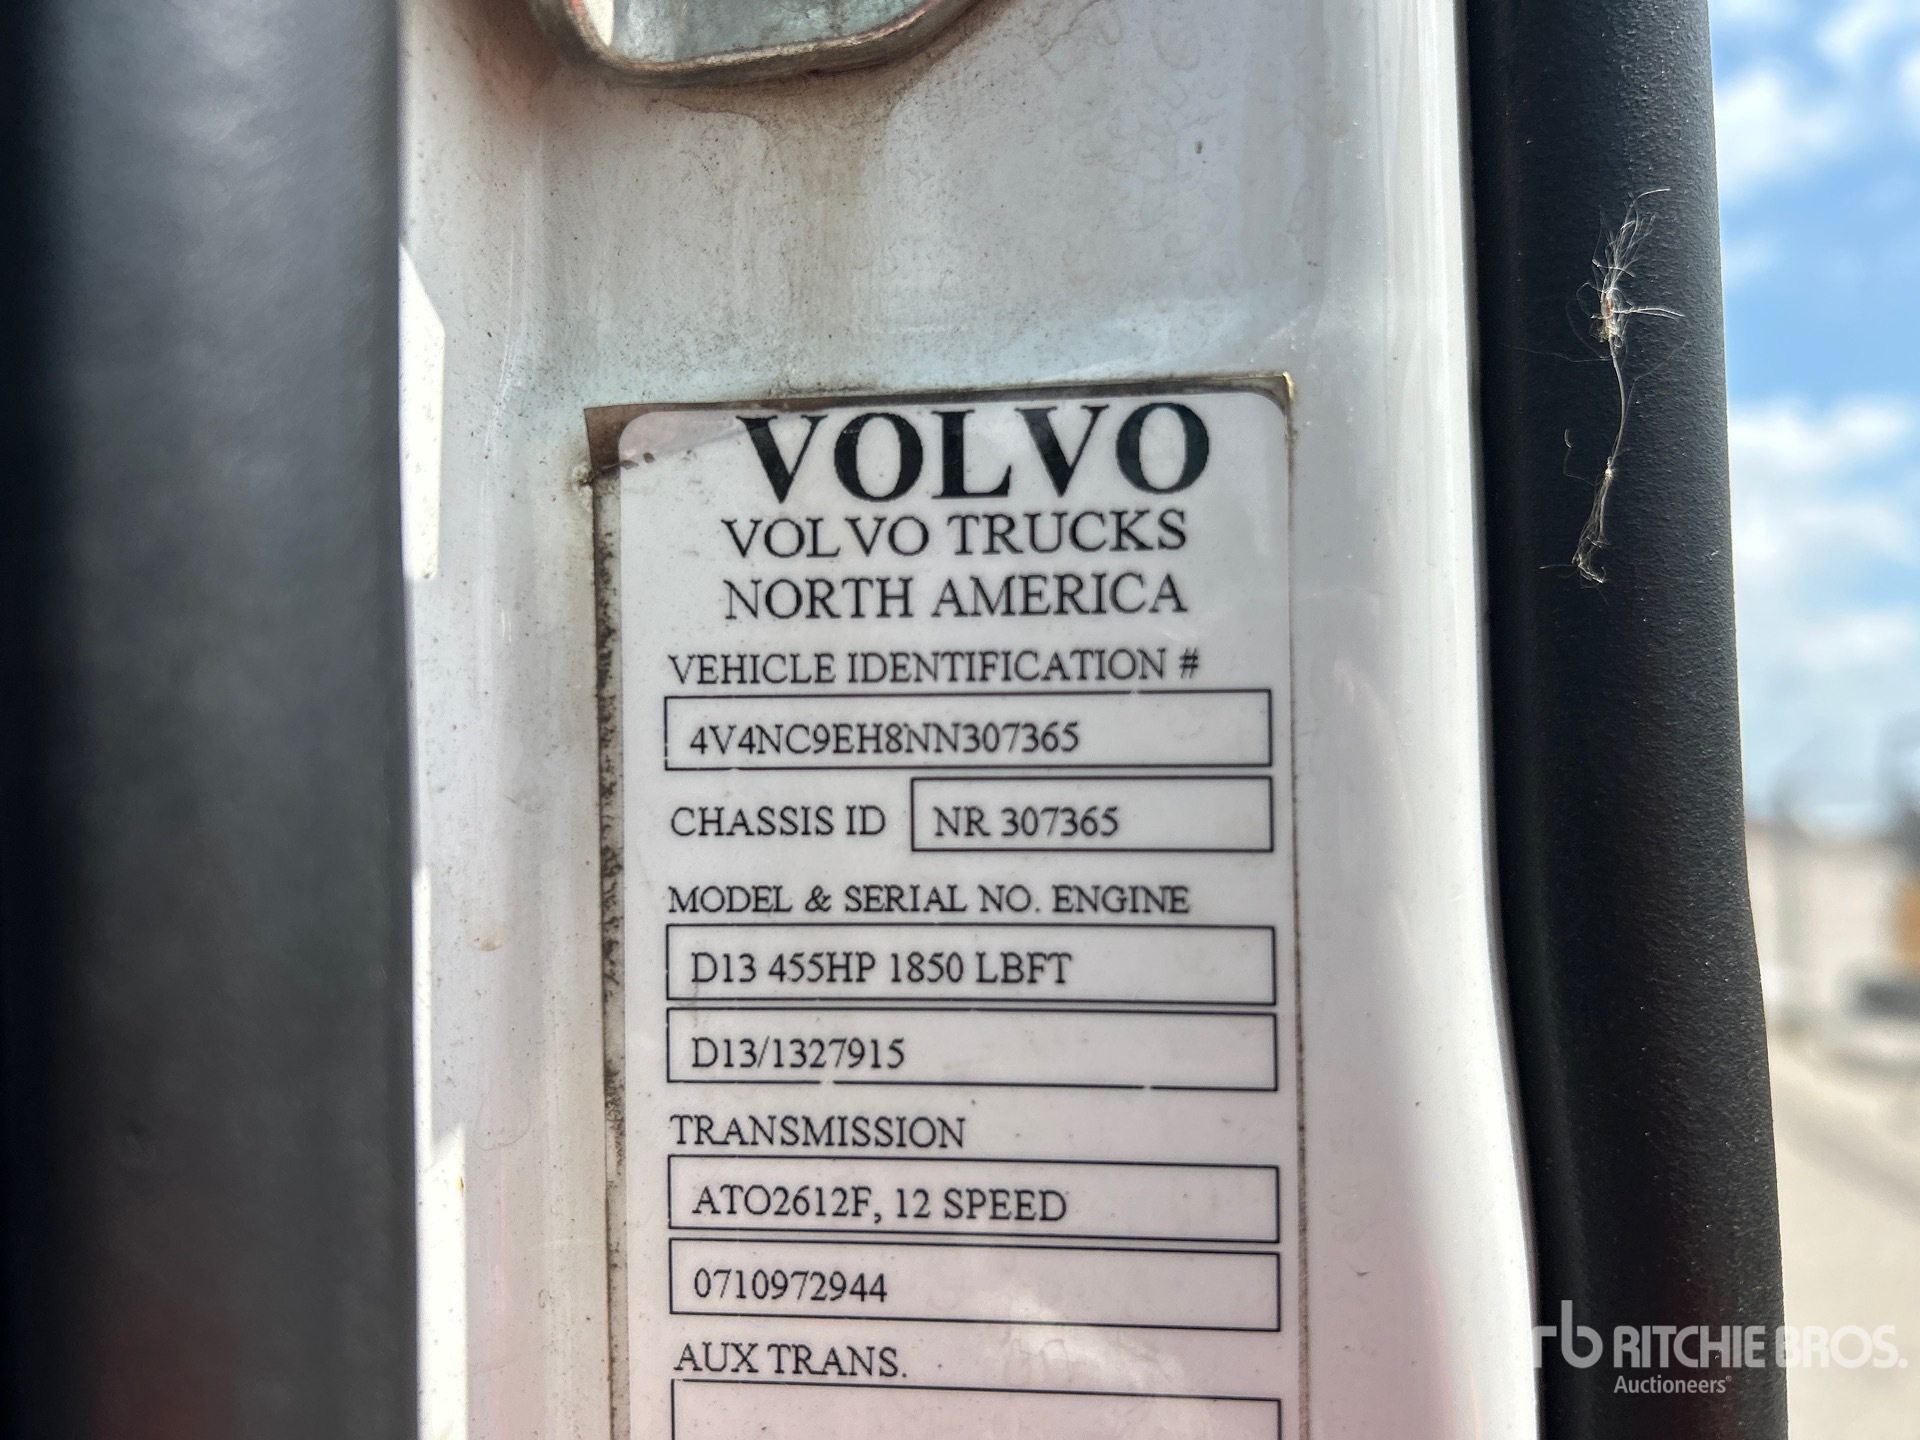 VOLVO
VOLVO TRUCKS
NORTH AMERICA
VEHICLE IDENTIFICATION #
4V4NC9EH8NN307365
CHASSIS ID NR 307365
MODEL & SERIAL NO. ENGINE
D13 455HP 1850 LBFT
D13/1327915
TRANSMISSION
ATO2612F, 12 SPEED
0710972944
AUX TRANS.
rb RITCHIE BROS.
Auctioneers